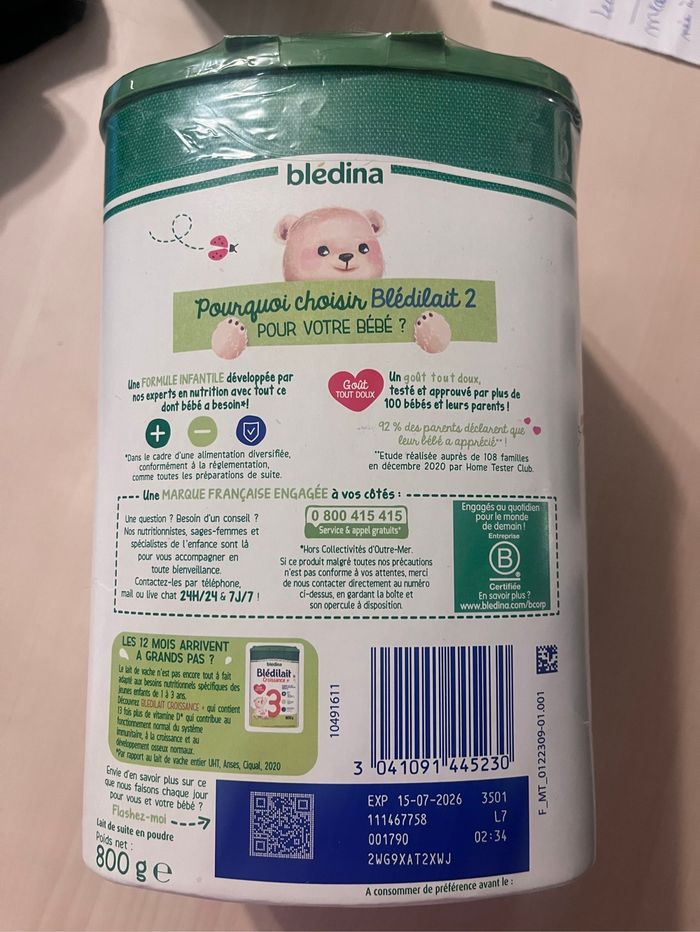 blédina
Pourquoi choisir Blédilait 2
POUR VOTRE BÉBÉ ?
Une FORMULE INFANTILE développée par
nos experts en nutrition avec tout ce
dont bébé a besoin*!
*Dans le cadre d'une alimentation diversifiée,
conformément à la règlementation,
comme toutes les préparations de suite.
Goût
TOUT DOUX
Un goût tout doux,
testé et approuvé par plus de
100 bébés et leurs parents !
92 % des parents déclarent que
leur bébé a apprécié** !
**Etude réalisée auprès de 108 familles
en décembre 2020 par Home Tester Club.
Une MARQUE FRANÇAISE ENGAGÉE à vos côtés :
Une question ? Besoin d'un conseil ?
Nos nutritionnistes, sages-femmes et
spécialistes de l'enfance sont là
pour vous accompagner en
toute bienveillance.
Contactez-les par téléphone,
mail ou live chat 24H/24 & 7J/7 !
0 800 415 415
Service & appel gratuits*
*Hors Collectivités d'Outre-Mer.
Si ce produit malgré toutes nos précautions
n'est pas conforme à vos attentes, merci
de nous contacter directement au numéro
ci-dessus, en gardant la boîte et
son opercule à disposition.
Engagés au quotidien
pour le monde
de demain !
Entreprise
B
Certifiée
En savoir plus ?
www.bledina.com/bcorp
LES 12 MOIS ARRIVENT
À GRANDS PAS ?
Le lait de vache n'est pas encore tout à fait
adapté aux besoins nutritionnels spécifiques des
jeunes enfants de 1 à 3 ans.
Découvrez BLÉDILAIT CROISSANCE + qui contient
13 fois plus de vitamine D* qui contribue au
fonctionnement normal du système
immunitaire, à la croissance et au
développement osseux normaux.
*Par rapport au lait de vache entier UHT, Anses, Ciqual, 2020
blédina
Blédilait
Croissance +
3
800g
10491611
3 041091 445230
F_MT_0122309-01.001
Envie d'en savoir plus sur ce
que nous faisons chaque jour
pour vous et votre bébé ?
Flashez-moi
Lait de suite en poudre
Poids net :
800 g e
EXP 15-07-2026 3501
111467758 L7
001790 02:34
2WG9XAT2XWJ
A consommer de préférence avant le :